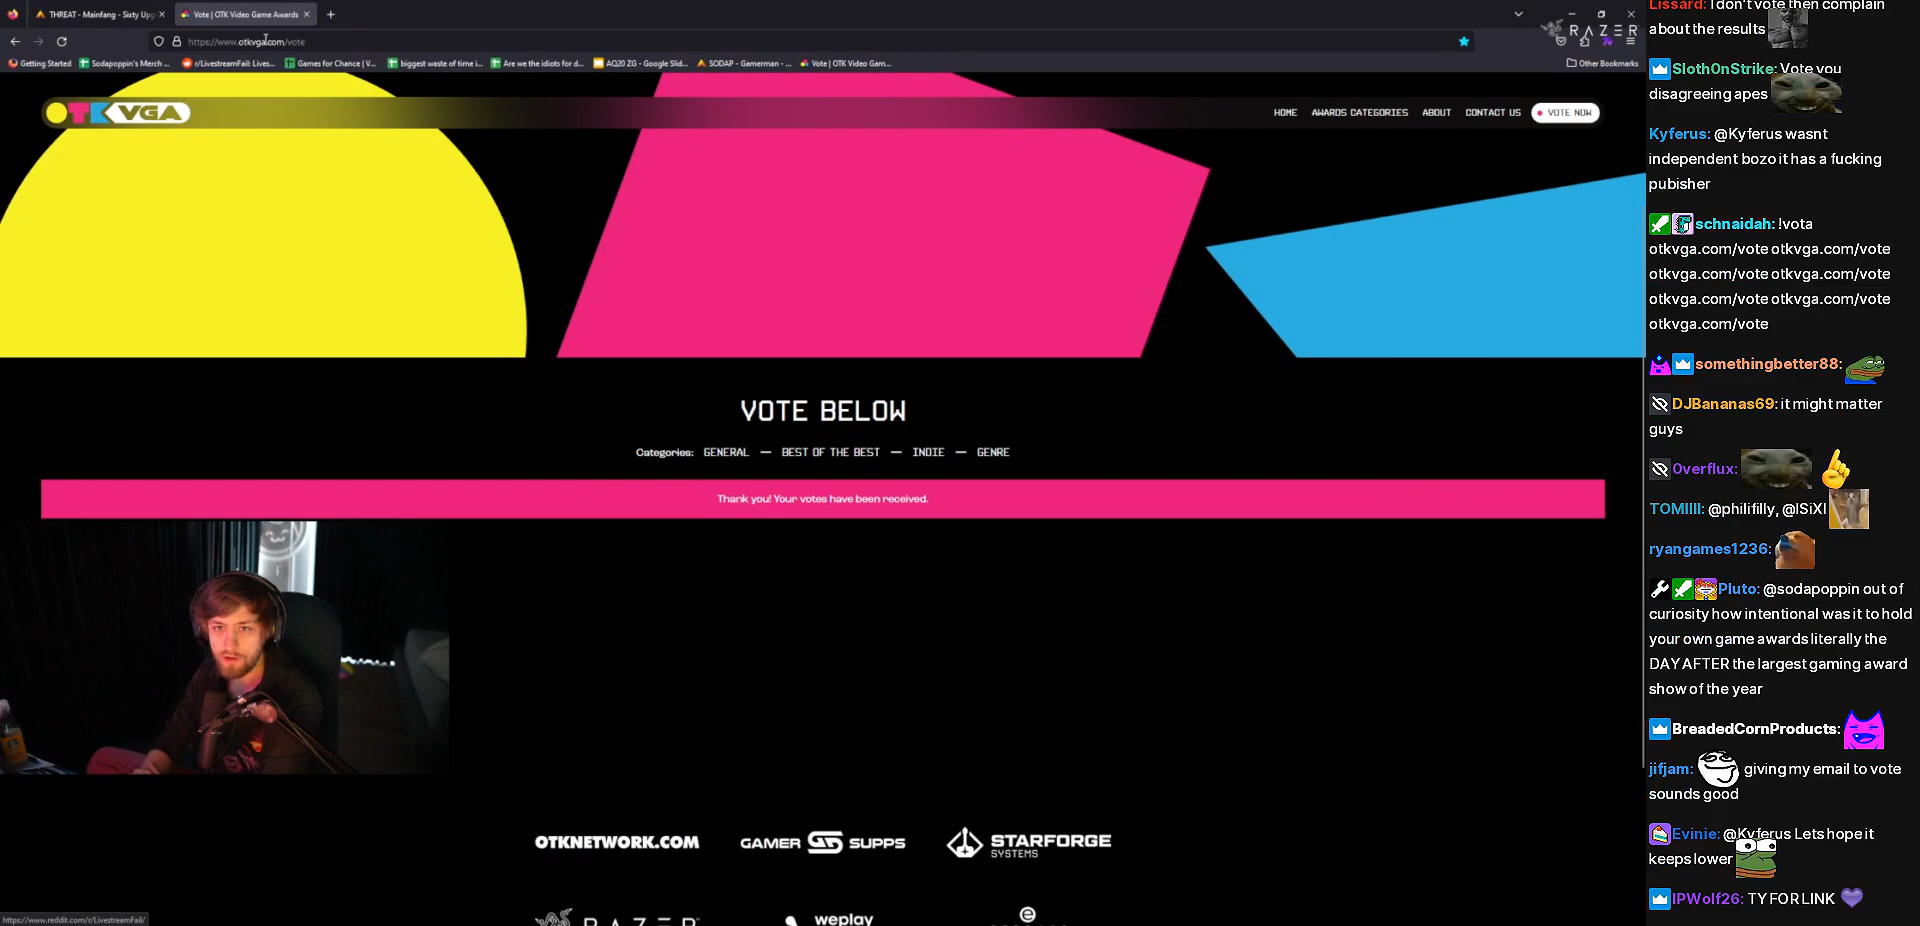 THREAT - Mainfang - Sixty Upg
Vote | OTK Video Game Awards
https://www.otkvga.com/vote
RAZER
Getting Started
Sodapoppin's Merch ...
r/LivestreamFail: Lives...
Games for Chance | V...
biggest waste of time i...
Are we the idiots for d...
AQ20 ZG - Google Slid...
SODAP - Gamerman - ...
Vote | OTK Video Gam...
Other Bookmarks
OTK VGA
HOME
AWARDS CATEGORIES
ABOUT
CONTACT US
VOTE NOW
VOTE BELOW
Categories: GENERAL — BEST OF THE BEST — INDIE — GENRE
Thank you! Your votes have been received.
OTKNETWORK.COM
GAMER SUPPS
STARFORGE
SYSTEMS
RAZER
weplay
https://www.reddit.com/r/LivestreamFail/
Lissard: I don't vote then complain
about the results
Sloth0nStrike: Vote you
disagreeing apes
Kyferus: @Kyferus wasnt
independent bozo it has a fucking
pubisher
schnaidah: !vota
otkvga.com/vote otkvga.com/vote
otkvga.com/vote otkvga.com/vote
otkvga.com/vote otkvga.com/vote
otkvga.com/vote
somethingbetter88:
DJBananas69: it might matter
guys
0verflux:
TOMIIII: @philifilly, @ISiXI
ryangames1236:
Pluto: @sodapoppin out of
curiosity how intentional was it to hold
your own game awards literally the
DAY AFTER the largest gaming award
show of the year
BreadedCornProducts:
jifjam: giving my email to vote
sounds good
Evinie: @Kyferus Lets hope it
keeps lower
IPWolf26: TY FOR LINK